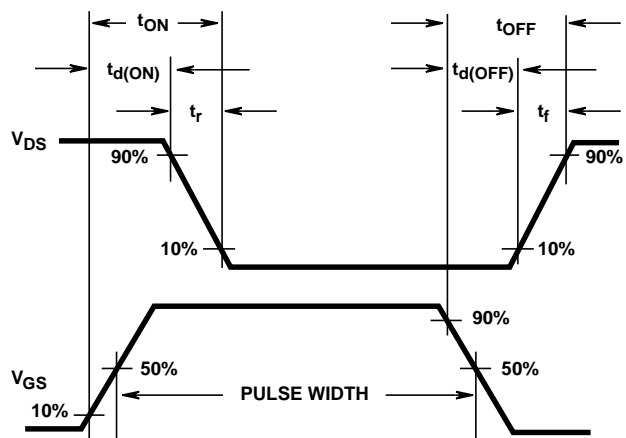 tON tOFF
td(ON) td(OFF)
tr tf
VDS
90% 90%
10% 10%
90%
50% 50%
VGS PULSE WIDTH
10%